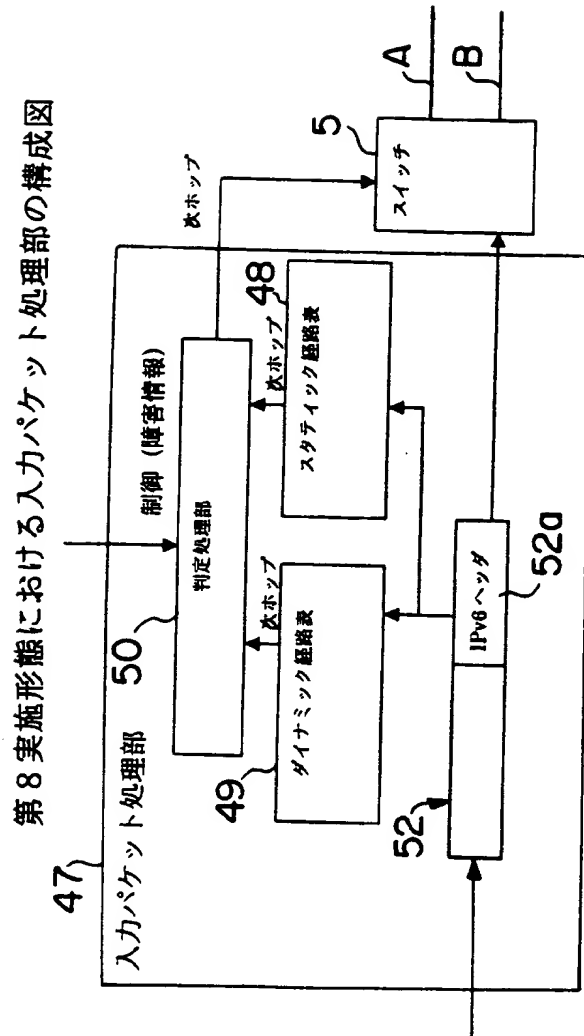 第8実施形態における入力パケット処理部の構成図
47
入力パケット処理部
50
制御(障害情報)
判定処理部
次ホップ
次ホップ
次ホップ
49
ダイナミック経路表
48
スタティック経路表
5
スイッチ
A
B
52
IPv6ヘッダ
52a